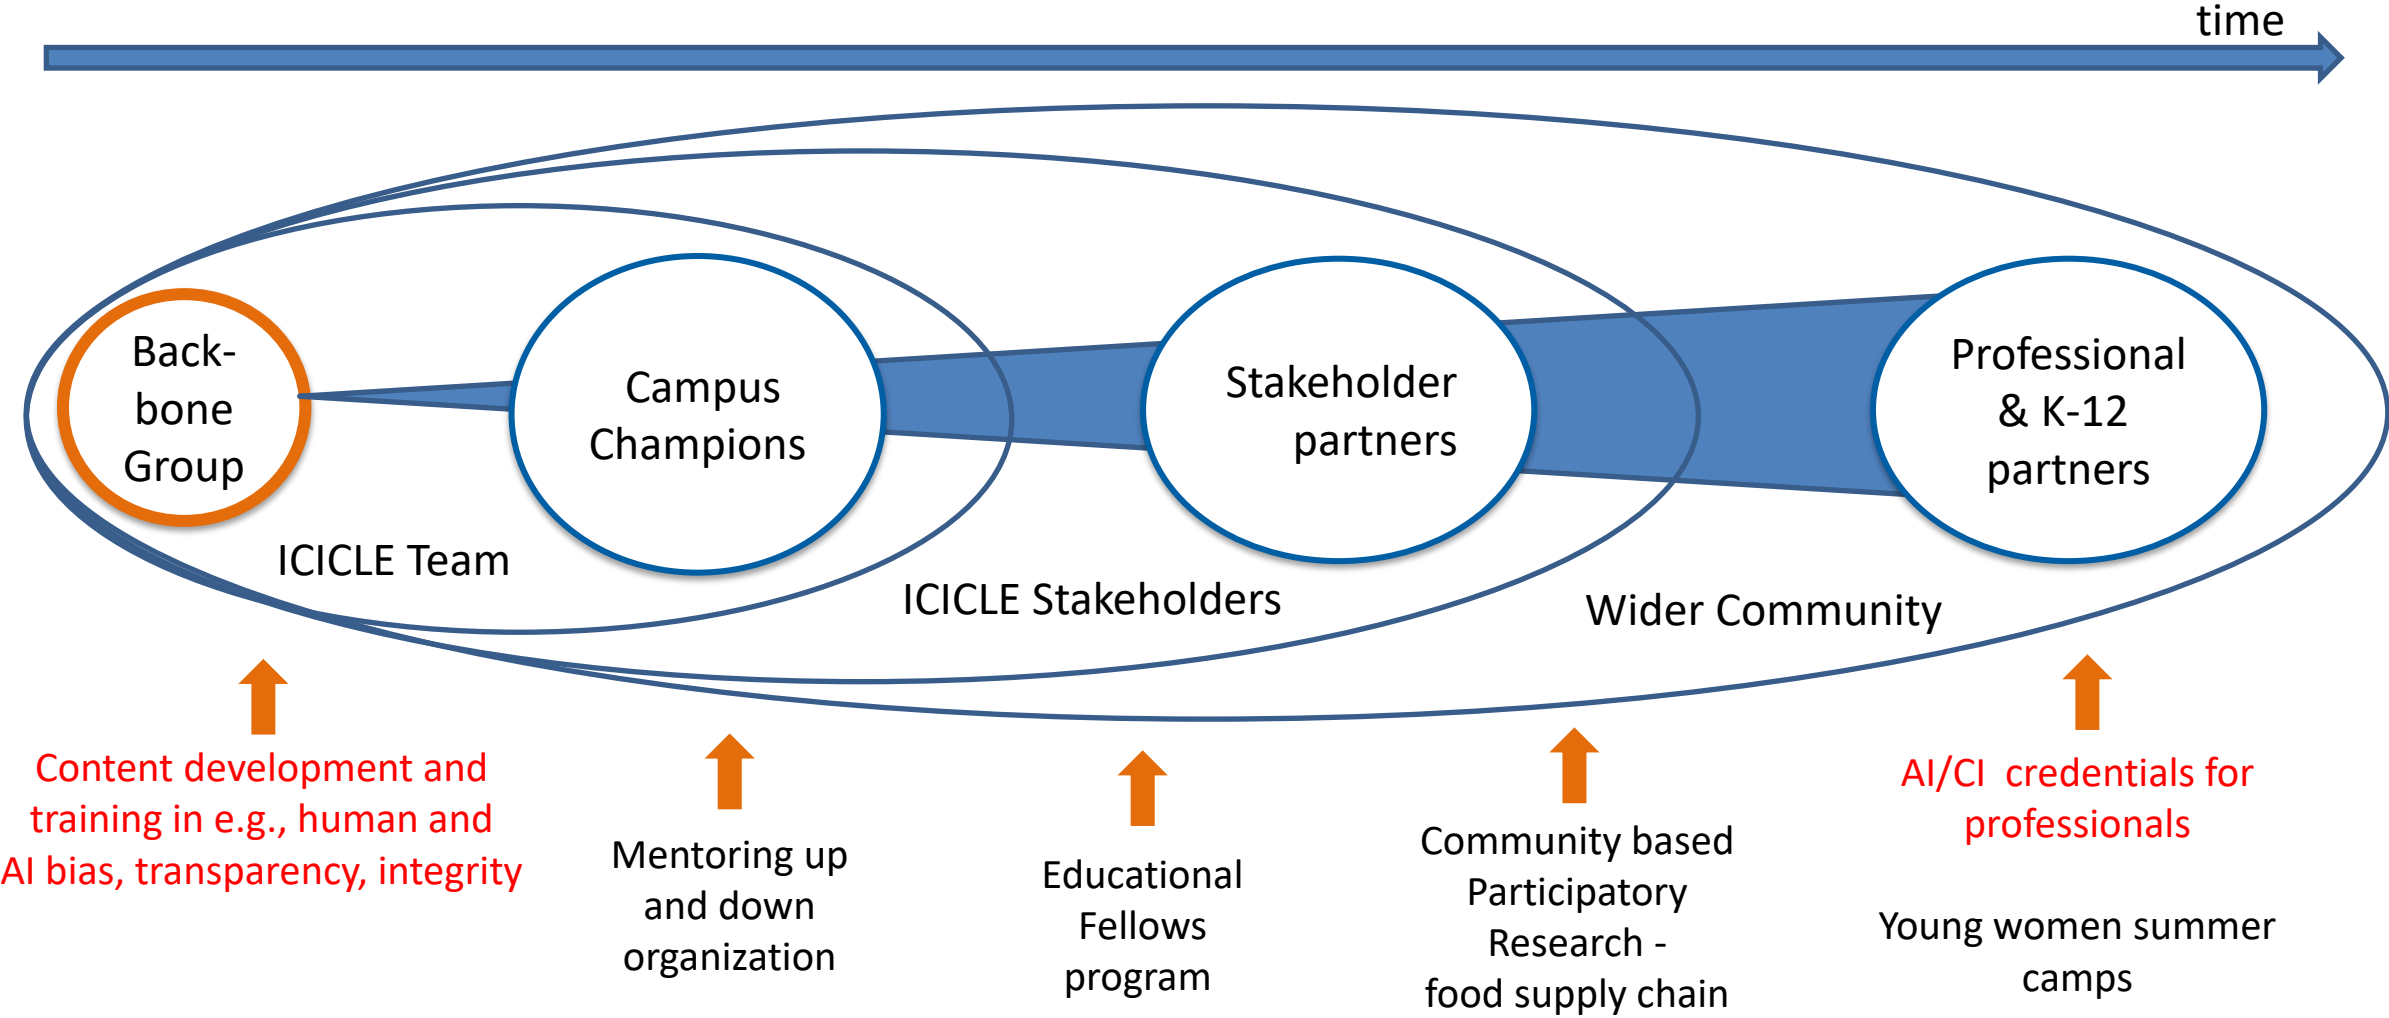 time
Back-
bone
Group
Campus
Champions
Stakeholder
partners
Professional
& K-12
partners
ICICLE Team
ICICLE Stakeholders
Wider Community
Content development and
training in e.g., human and
AI bias, transparency, integrity
Mentoring up
and down
organization
Educational
Fellows
program
Community based
Participatory
Research -
food supply chain
AI/CI  credentials for
professionals
Young women summer
camps